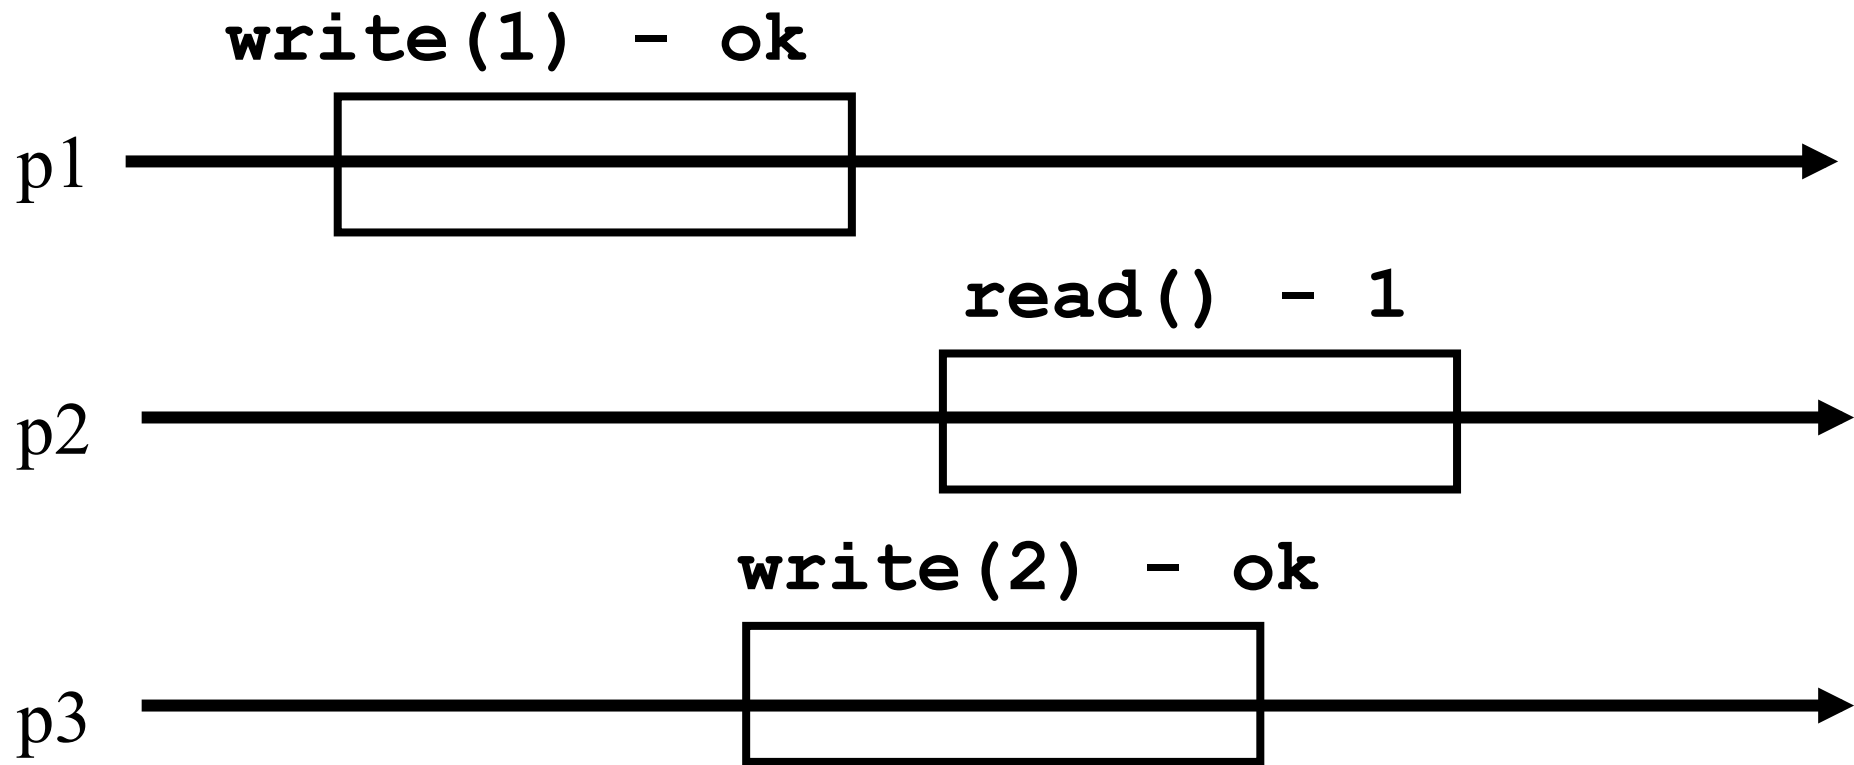 write(1) - ok
p1
read() - 1
p2
write(2) - ok
p3